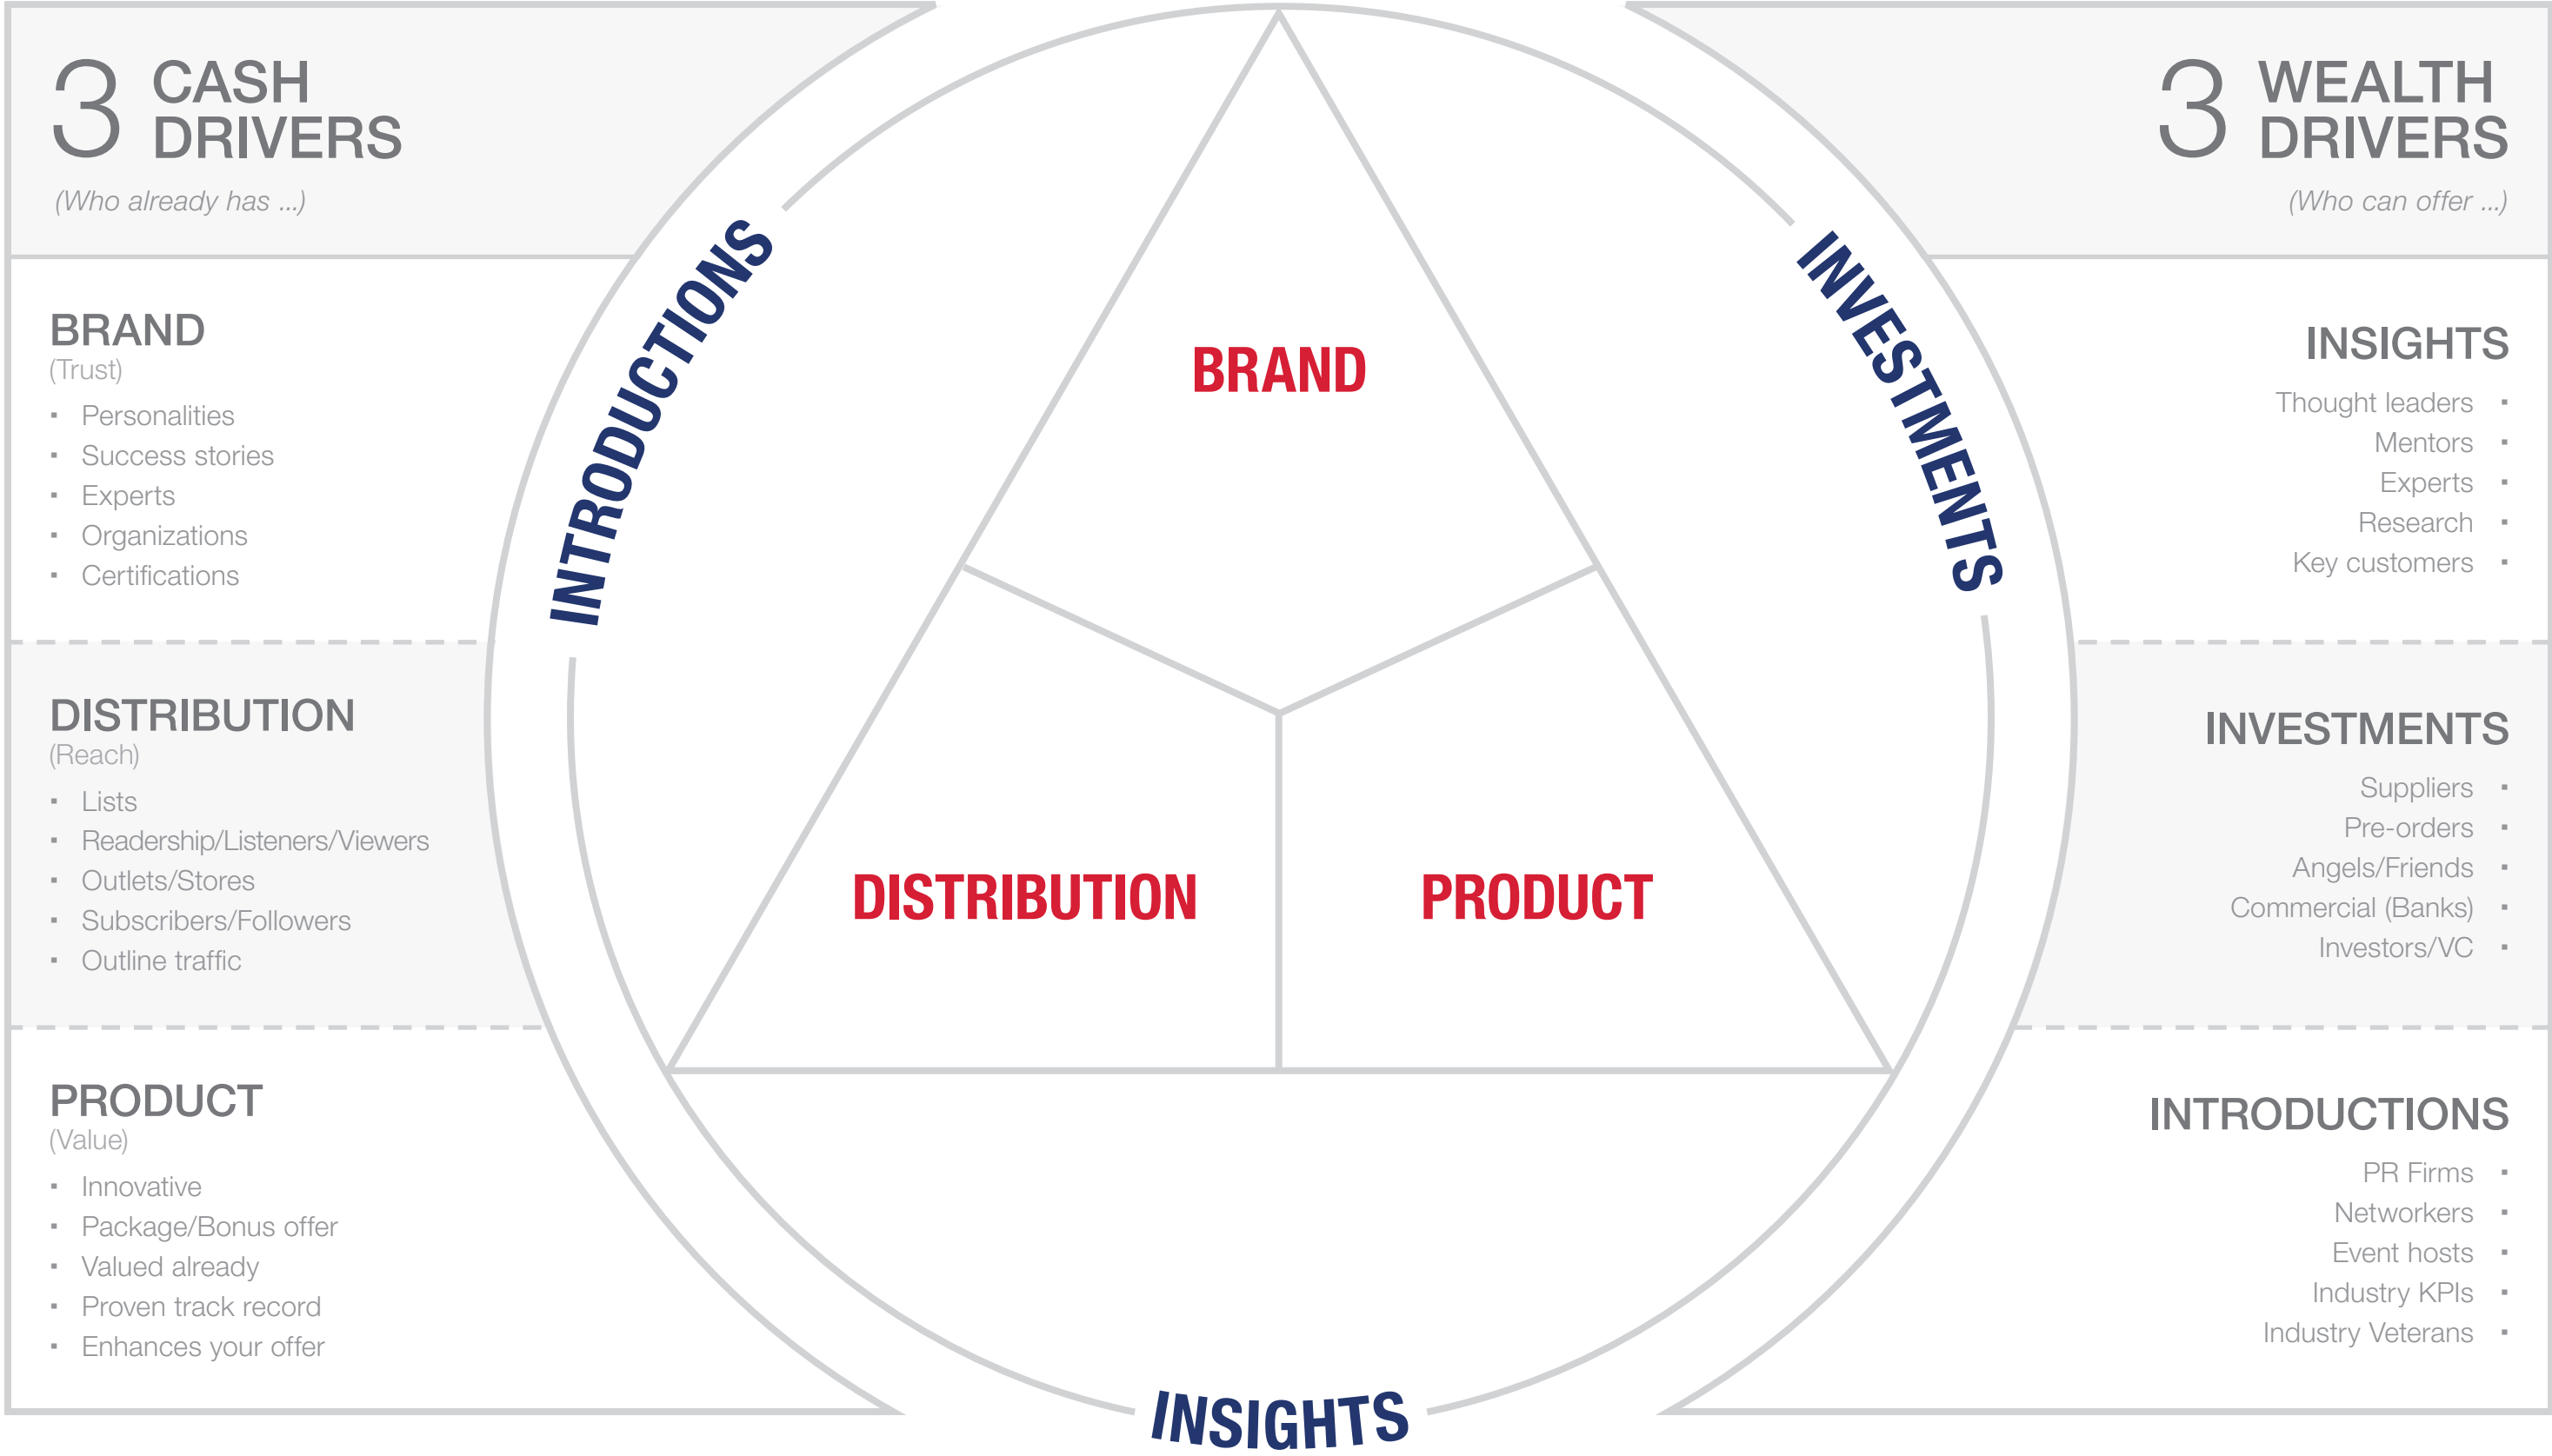 3 CASH
DRIVERS
(Who already has ...)
BRAND
(Trust)
▪ Personalities
▪ Success stories
▪ Experts
▪ Organizations
▪ Certifications
DISTRIBUTION
(Reach)
▪ Lists
▪ Readership/Listeners/Viewers
▪ Outlets/Stores
▪ Subscribers/Followers
▪ Outline traffic
PRODUCT
(Value)
▪ Innovative
▪ Package/Bonus offer
▪ Valued already
▪ Proven track record
▪ Enhances your offer
INTRODUCTIONS
INVESTMENTS
BRAND
DISTRIBUTION
PRODUCT
INSIGHTS
3 WEALTH
DRIVERS
(Who can offer ...)
INSIGHTS
Thought leaders ▪
Mentors ▪
Experts ▪
Research ▪
Key customers ▪
INVESTMENTS
Suppliers ▪
Pre-orders ▪
Angels/Friends ▪
Commercial (Banks) ▪
Investors/VC ▪
INTRODUCTIONS
PR Firms ▪
Networkers ▪
Event hosts ▪
Industry KPIs ▪
Industry Veterans ▪